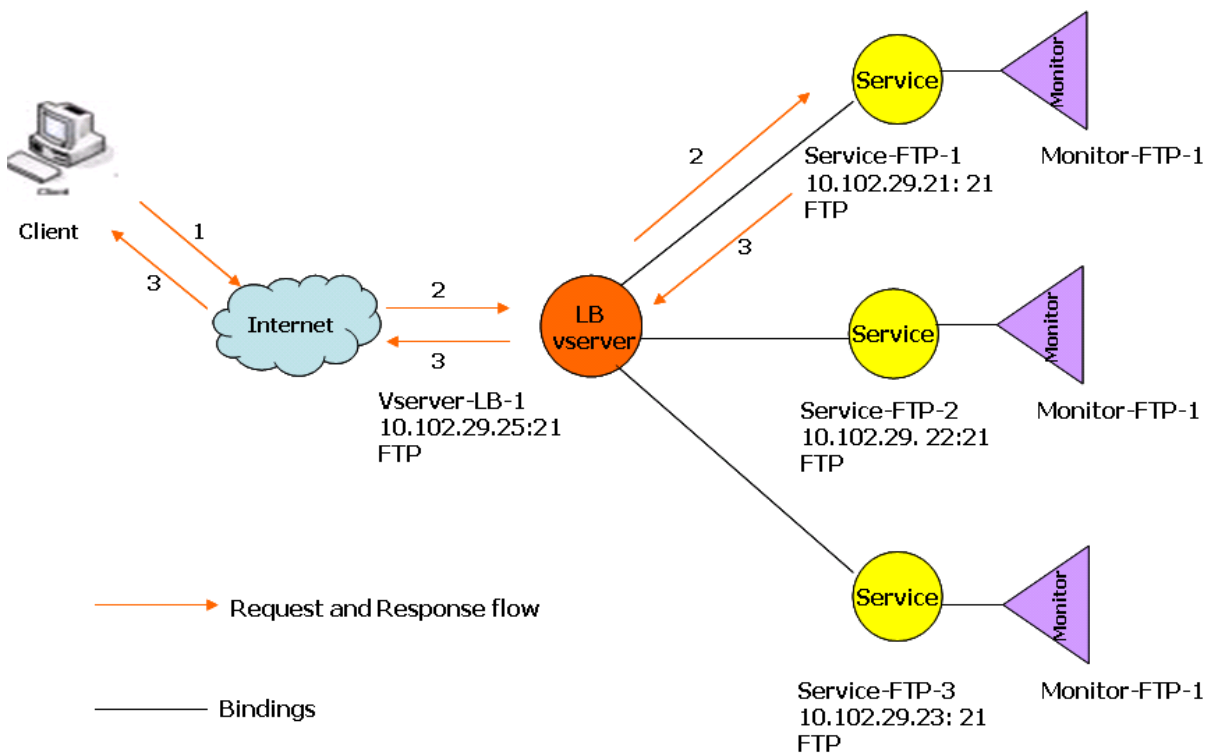 Service
Monitor
2
Service-FTP-1
10.102.29.21: 21
FTP
Monitor-FTP-1
Client
Client
1
3
3
Internet
2
3
LB
vserver
Vserver-LB-1
10.102.29.25:21
FTP
Service
Monitor
Service-FTP-2
10.102.29. 22:21
FTP
Monitor-FTP-1
Service
Monitor
Service-FTP-3
10.102.29.23: 21
FTP
Monitor-FTP-1
Request and Response flow
Bindings